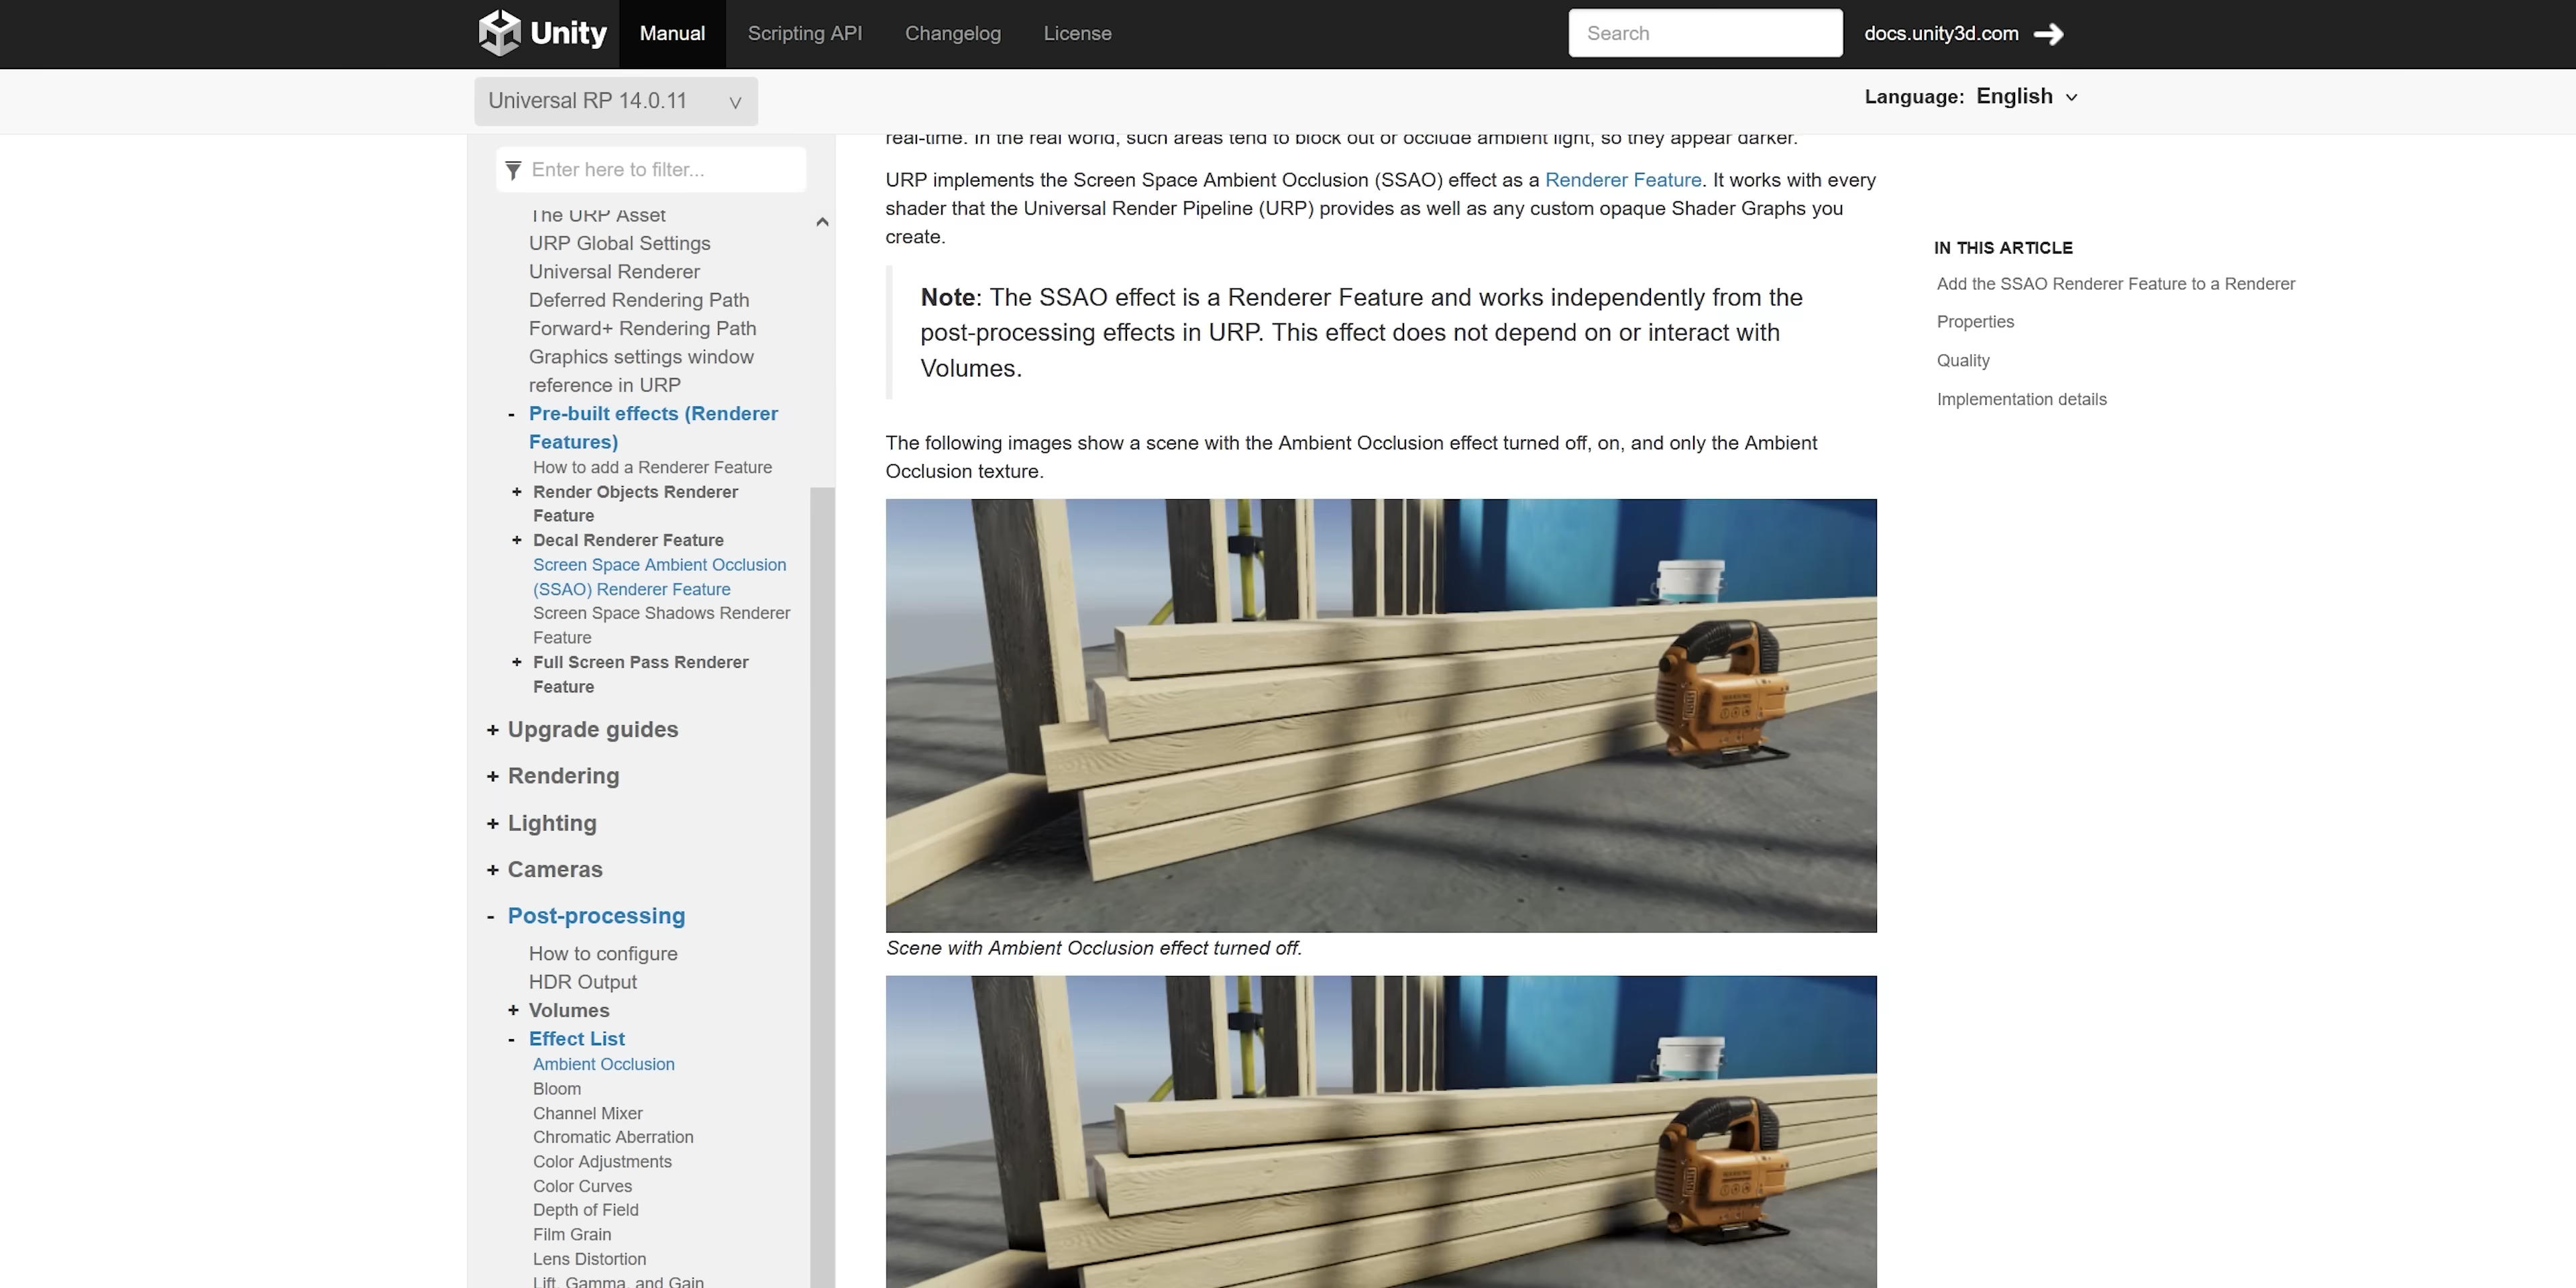 Unity
Manual
Scripting API
Changelog
License
Search
docs.unity3d.com
Universal RP 14.0.11
Language: English
Enter here to filter...
The URP Asset
URP Global Settings
Universal Renderer
Deferred Rendering Path
Forward+ Rendering Path
Graphics settings window
reference in URP
- Pre-built effects (Renderer
Features)
How to add a Renderer Feature
+ Render Objects Renderer
Feature
+ Decal Renderer Feature
Screen Space Ambient Occlusion
(SSAO) Renderer Feature
Screen Space Shadows Renderer
Feature
+ Full Screen Pass Renderer
Feature
+ Upgrade guides
+ Rendering
+ Lighting
+ Cameras
- Post-processing
How to configure
HDR Output
+ Volumes
- Effect List
Ambient Occlusion
Bloom
Channel Mixer
Chromatic Aberration
Color Adjustments
Color Curves
Depth of Field
Film Grain
Lens Distortion
Lift, Gamma, and Gain
real-time. In the real world, such areas tend to block out or occlude ambient light, so they appear darker.
URP implements the Screen Space Ambient Occlusion (SSAO) effect as a Renderer Feature. It works with every
shader that the Universal Render Pipeline (URP) provides as well as any custom opaque Shader Graphs you
create.
Note: The SSAO effect is a Renderer Feature and works independently from the
post-processing effects in URP. This effect does not depend on or interact with
Volumes.
The following images show a scene with the Ambient Occlusion effect turned off, on, and only the Ambient
Occlusion texture.
Scene with Ambient Occlusion effect turned off.
IN THIS ARTICLE
Add the SSAO Renderer Feature to a Renderer
Properties
Quality
Implementation details